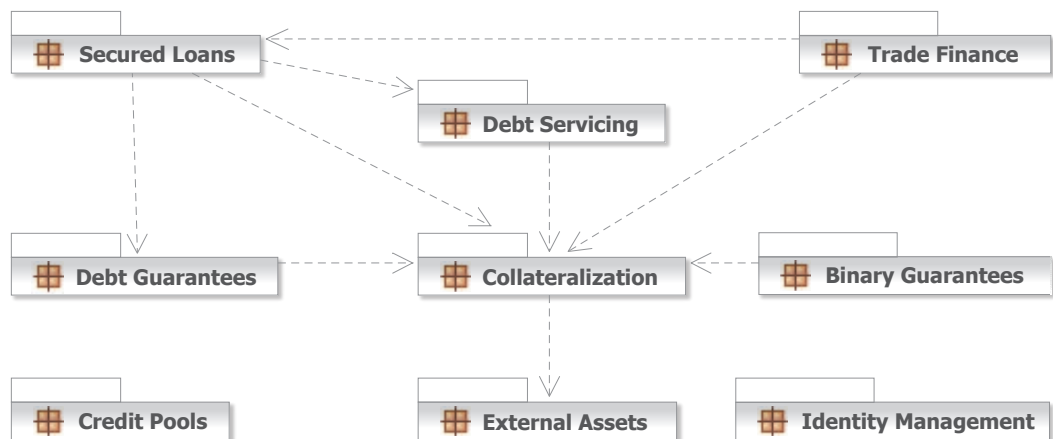 Secured Loans
Trade Finance
Debt Servicing
Debt Guarantees
Collateralization
Binary Guarantees
Credit Pools
External Assets
Identity Management